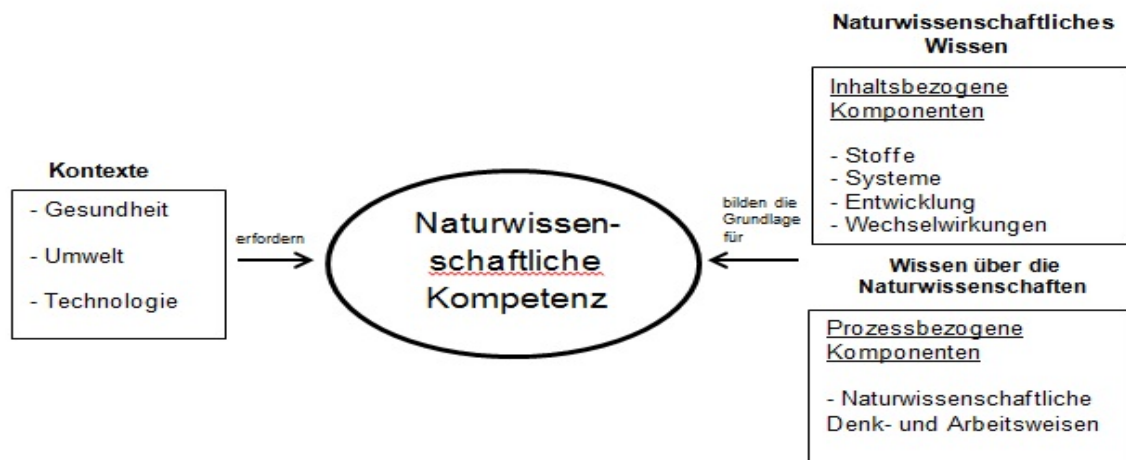 Kontexte
- Gesundheit
- Umwelt
- Technologie
erfordern
Naturwissen-
schaftliche
Kompetenz
bilden die
Grundlage
für
Naturwissenschaftliches
Wissen
Inhaltsbezogene
Komponenten
- Stoffe
- Systeme
- Entwicklung
- Wechselwirkungen
Wissen über die
Naturwissenschaften
Prozessbezogene
Komponenten
- Naturwissenschaftliche
Denk- und Arbeitsweisen